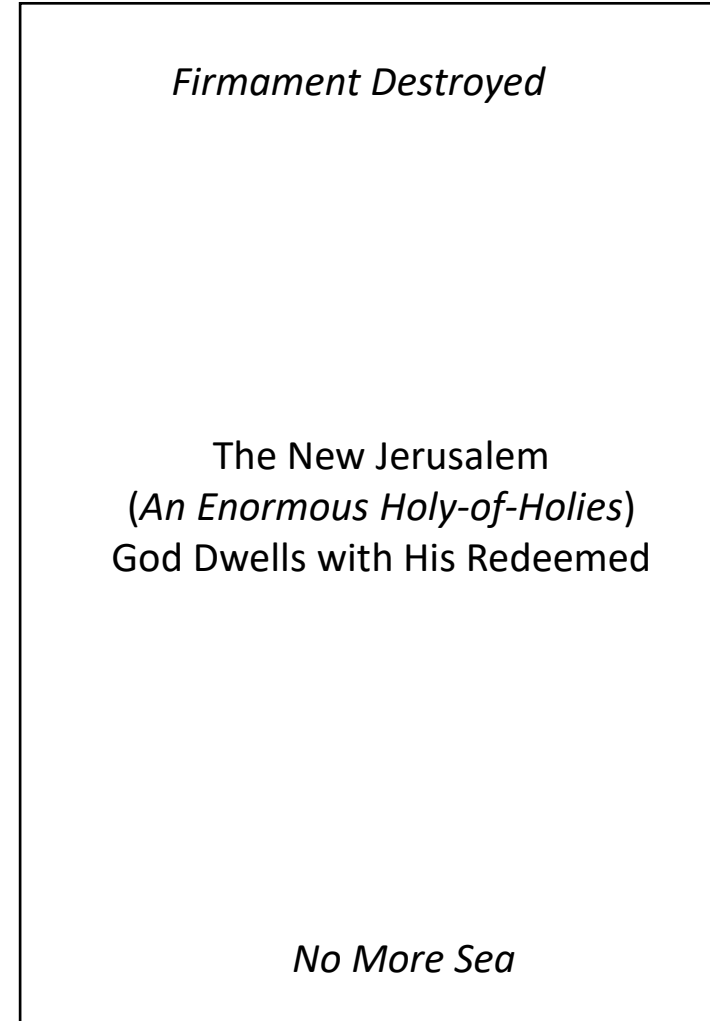 Firmament Destroyed
The New Jerusalem
(An Enormous Holy-of-Holies)
God Dwells with His Redeemed
No More Sea